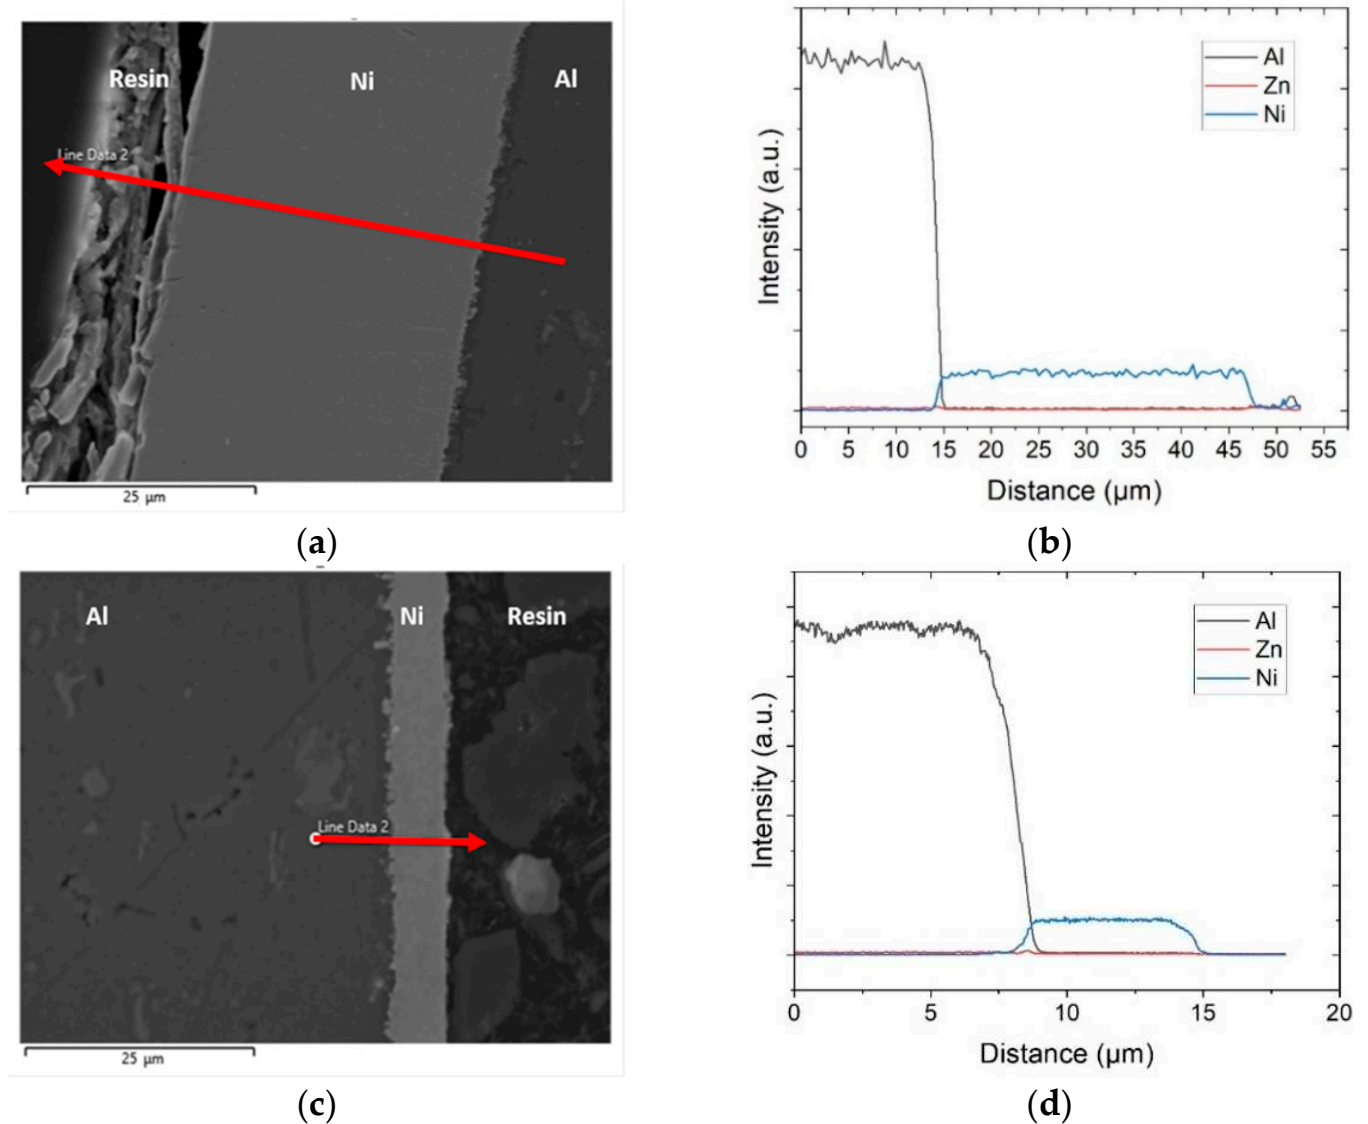 Resin Ni Al
Line Data 2
25 μm
(a)
Intensity (a.u.)
Al
Zn
Ni
0 5 10 15 20 25 30 35 40 45 50 55
Distance (μm)
(b)
Al Ni Resin
Line Data 2
25 μm
(c)
Intensity (a.u.)
Al
Zn
Ni
0 5 10 15 20
Distance (μm)
(d)